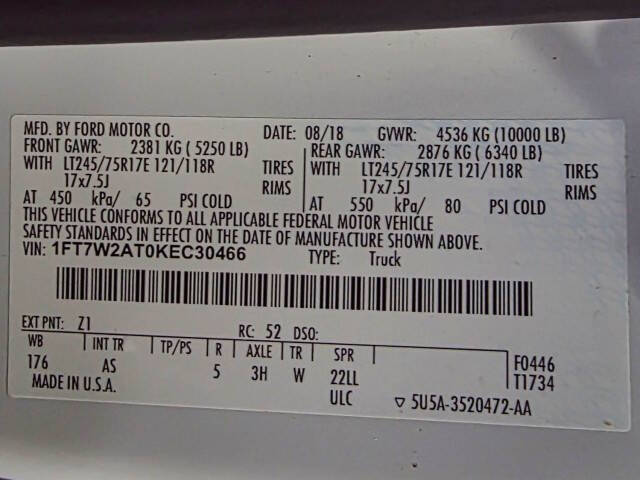 MFD. BY FORD MOTOR CO. DATE: 08/18 GVWR: 4536 KG (10000 LB)
FRONT GAWR: 2381 KG ( 5250 LB) REAR GAWR: 2876 KG ( 6340 LB)
WITH LT245/75R17E 121/118R TIRES WITH LT245/75R17E 121/118R TIRES
17x7.5J RIMS 17x7.5J RIMS
AT 450 kPa/ 65 PSI COLD AT 550 kPa/ 80 PSI COLD
THIS VEHICLE CONFORMS TO ALL APPLICABLE FEDERAL MOTOR VEHICLE
SAFETY STANDARDS IN EFFECT ON THE DATE OF MANUFACTURE SHOWN ABOVE.
VIN: 1FT7W2AT0KEC30466 TYPE: Truck
EXT PNT: Z1 RC: 52 DSO:
WB INT TR TP/PS R AXLE TR SPR F0446
176 AS 5 3H W 22LL T1734
MADE IN U.S.A. ULC ▽ 5U5A-3520472-AA